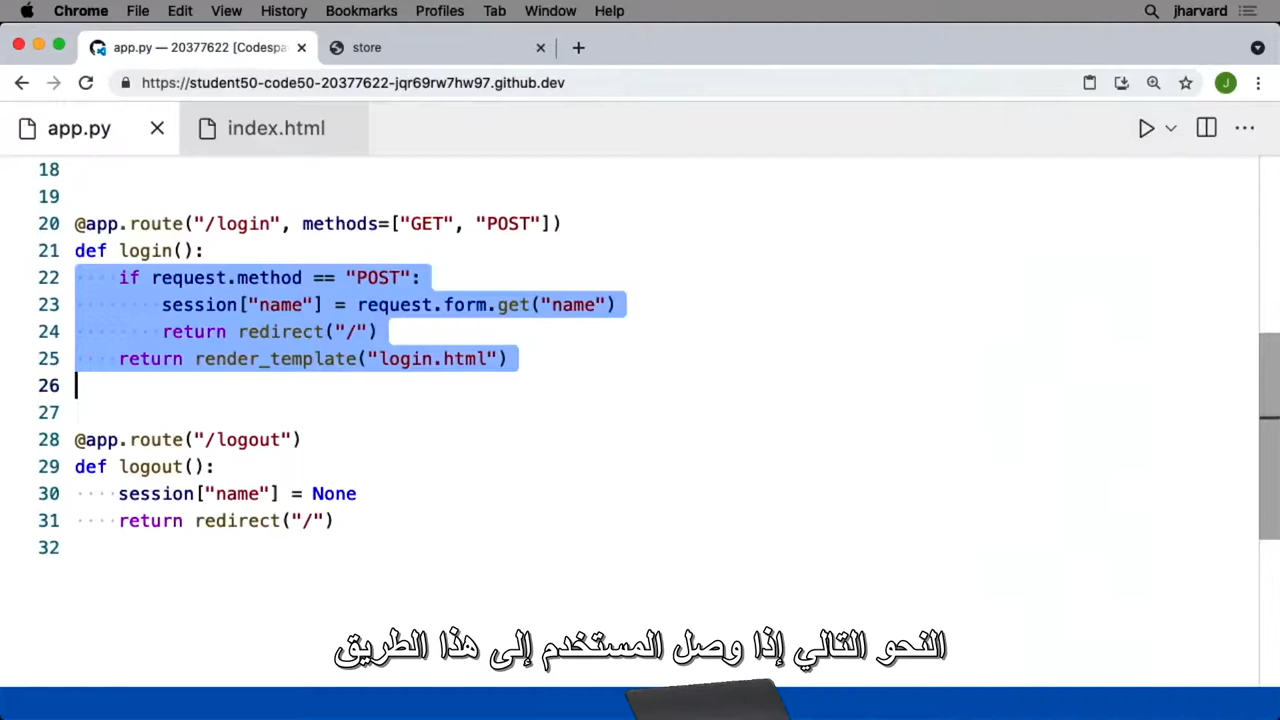 Chrome File Edit View History Bookmarks Profiles Tab Window Help jharvard
app.py — 20377622 [Codespa store
https://student50-code50-20377622-jqr69rw7hw97.github.dev J
app.py index.html
18
19
20 @app.route("/login", methods=["GET", "POST"])
21 def login():
22 ····if request.method == "POST":
23 ········session["name"] = request.form.get("name")
24 ········return redirect("/")
25 ····return render_template("login.html")
26
27
28 @app.route("/logout")
29 def logout():
30 ····session["name"] = None
31 ····return redirect("/")
32
النحو التالي إذا وصل المستخدم إلى هذا الطريق